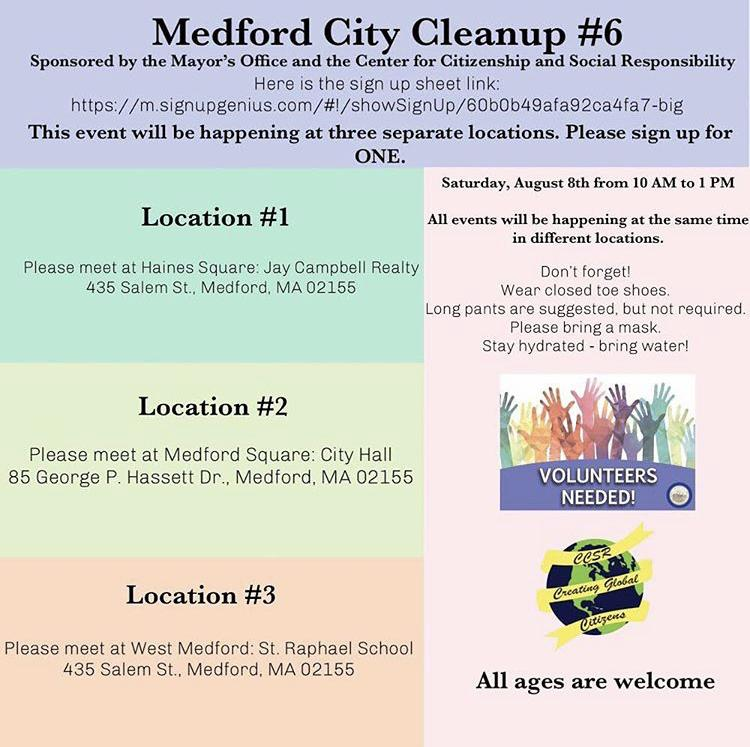 Medford City Cleanup #6
Sponsored by the Mayor's Office and the Center for Citizenship and Social Responsibility
Here is the sign up sheet link:
https://m.signupgenius.com/#!/showSignUp/60b0b49afa92ca4fa7-big
This event will be happening at three separate locations. Please sign up for
ONE.
Location #1
Please meet at Haines Square: Jay Campbell Realty
435 Salem St., Medford, MA 02155
Location #2
Please meet at Medford Square: City Hall
85 George P. Hassett Dr., Medford, MA 02155
Location #3
Please meet at West Medford: St. Raphael School
435 Salem St., Medford, MA 02155
Saturday, August 8th from 10 AM to 1 PM
All events will be happening at the same time
in different locations.
Don't forget!
Wear closed toe shoes.
Long pants are suggested, but not required.
Please bring a mask.
Stay hydrated - bring water!
VOLUNTEERS
NEEDED!
CCSR
Creating Global
Citizens
All ages are welcome